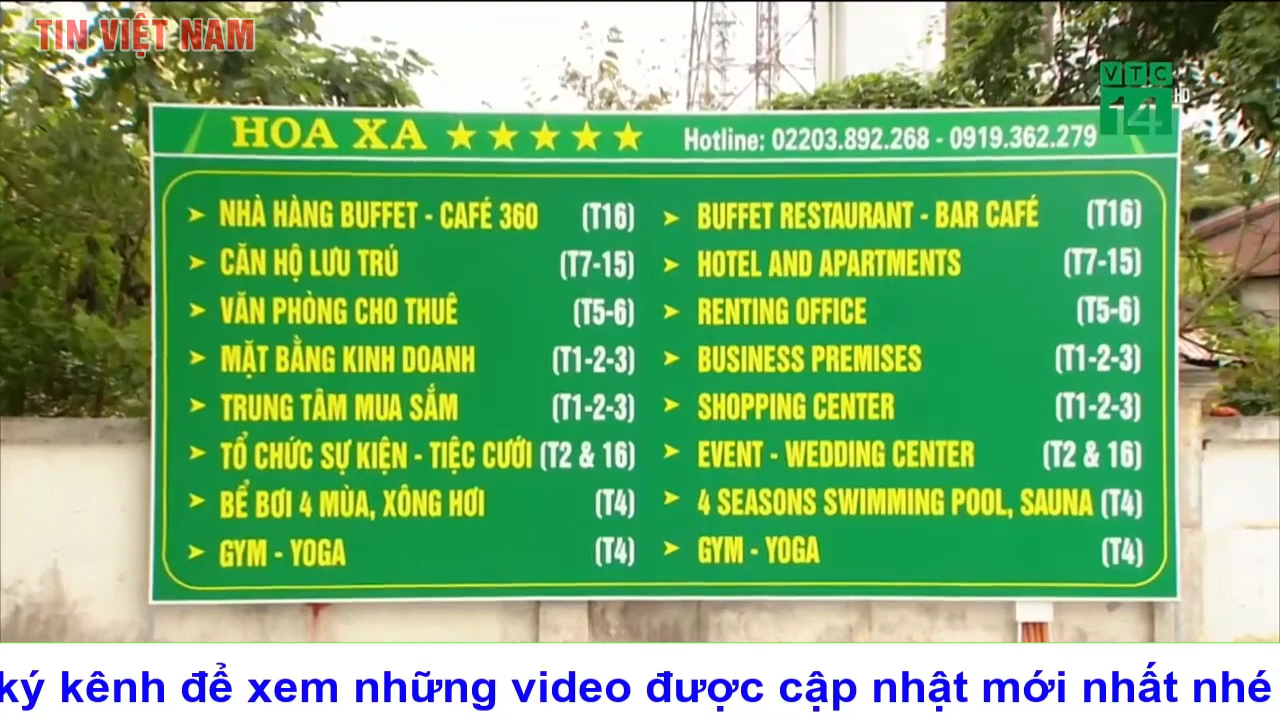 TIN VIỆT NAM
VTC
14
HD
HOA XA
Hotline: 02203.892.268 - 0919.362.279
➤ NHÀ HÀNG BUFFET - CAFÉ 360 (T16)
➤ CĂN HỘ LƯU TRÚ (T7-15)
➤ VĂN PHÒNG CHO THUÊ (T5-6)
➤ MẶT BẰNG KINH DOANH (T1-2-3)
➤ TRUNG TÂM MUA SẮM (T1-2-3)
➤ TỔ CHỨC SỰ KIỆN - TIỆC CƯỚI (T2 & 16)
➤ BỂ BƠI 4 MÙA, XÔNG HƠI (T4)
➤ GYM - YOGA (T4)
➤ BUFFET RESTAURANT - BAR CAFÉ (T16)
➤ HOTEL AND APARTMENTS (T7-15)
➤ RENTING OFFICE (T5-6)
➤ BUSINESS PREMISES (T1-2-3)
➤ SHOPPING CENTER (T1-2-3)
➤ EVENT - WEDDING CENTER (T2 & 16)
➤ 4 SEASONS SWIMMING POOL, SAUNA (T4)
➤ GYM - YOGA (T4)
ký kênh để xem những video được cập nhật mới nhất nhé